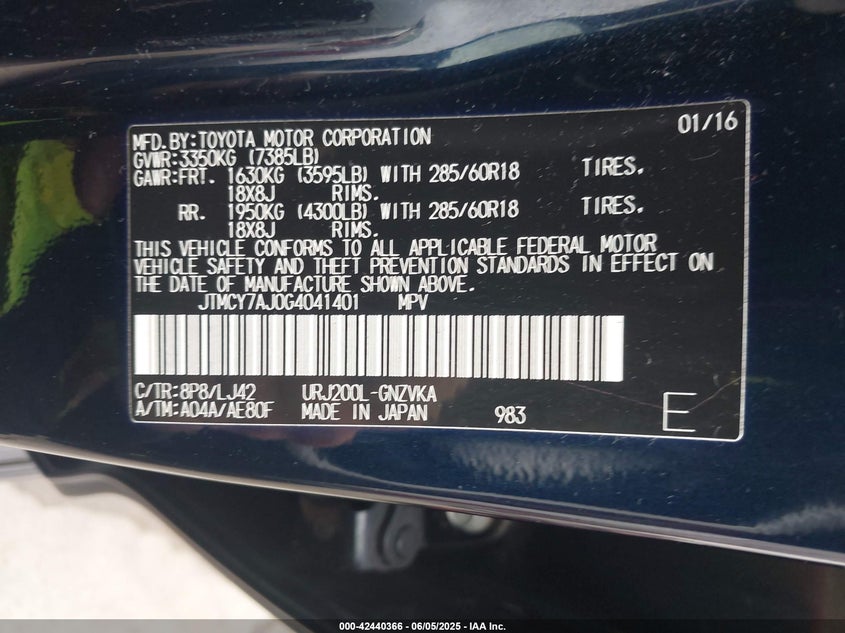 01/16
MFD.BY:TOYOTA MOTOR CORPORATION
GVWR:3350KG (7385LB)
GAWR:FRT. 1630KG (3595LB) WITH 285/60R18 TIRES.
18X8J RIMS.
RR. 1950KG (4300LB) WITH 285/60R18 TIRES.
18X8J RIMS.
THIS VEHICLE CONFORMS TO ALL APPLICABLE FEDERAL MOTOR
VEHICLE SAFETY AND THEFT PREVENTION STANDARDS IN EFFECT ON
THE DATE OF MANUFACTURE SHOWN ABOVE.
JTMCY7AJ0G4041401 MPV
C/TR:8P8/LJ42 URJ200L-GNZVKA
A/TM:A04A/AE80F MADE IN JAPAN 983 E
000-42440366 - 06/05/2025 - IAA Inc.